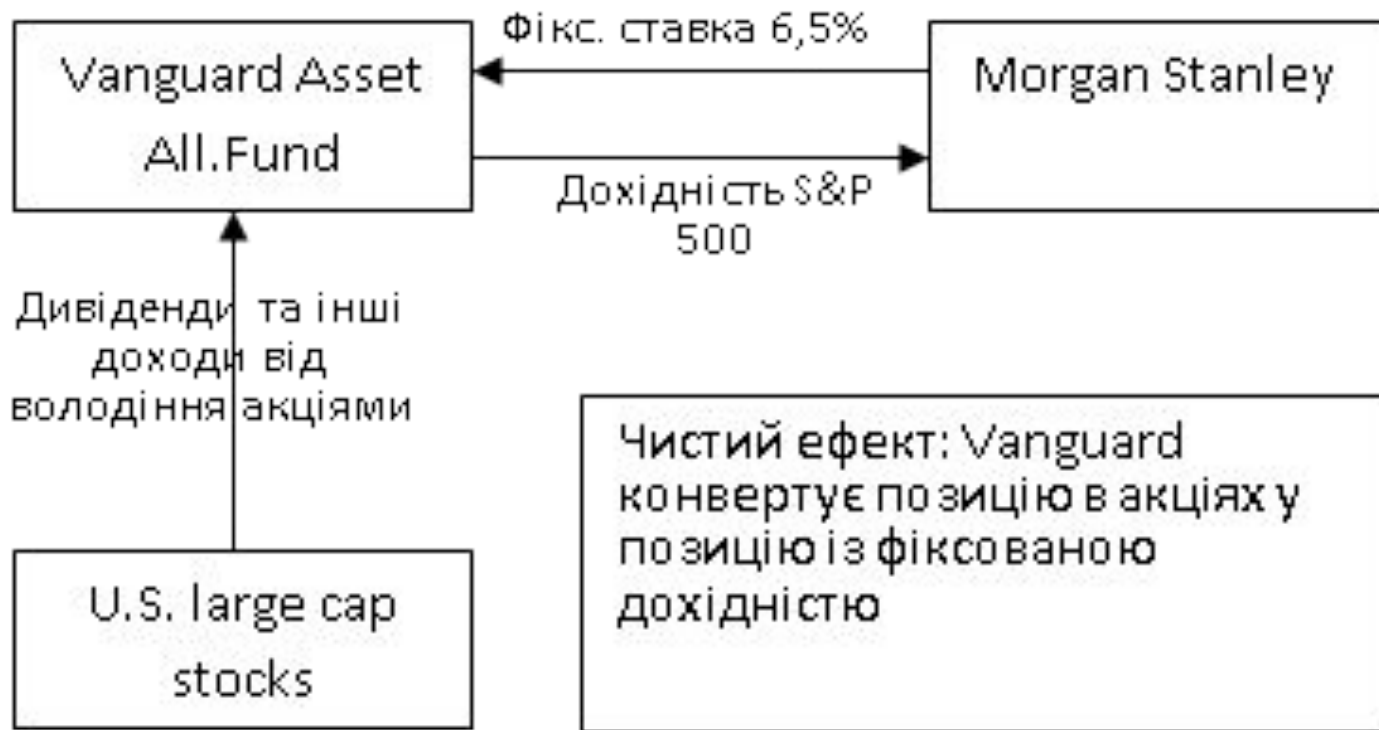 Фікс. ставка 6,5%
Vanguard Asset
All.Fund
Morgan Stanley
Дохідність S&P
500
Дивіденди та інші
доходи від
володіння акціями
Чистий ефект: Vanguard
конвертує позицію в акціях у
позицію із фіксованою
дохідністю
U.S. large cap
stocks